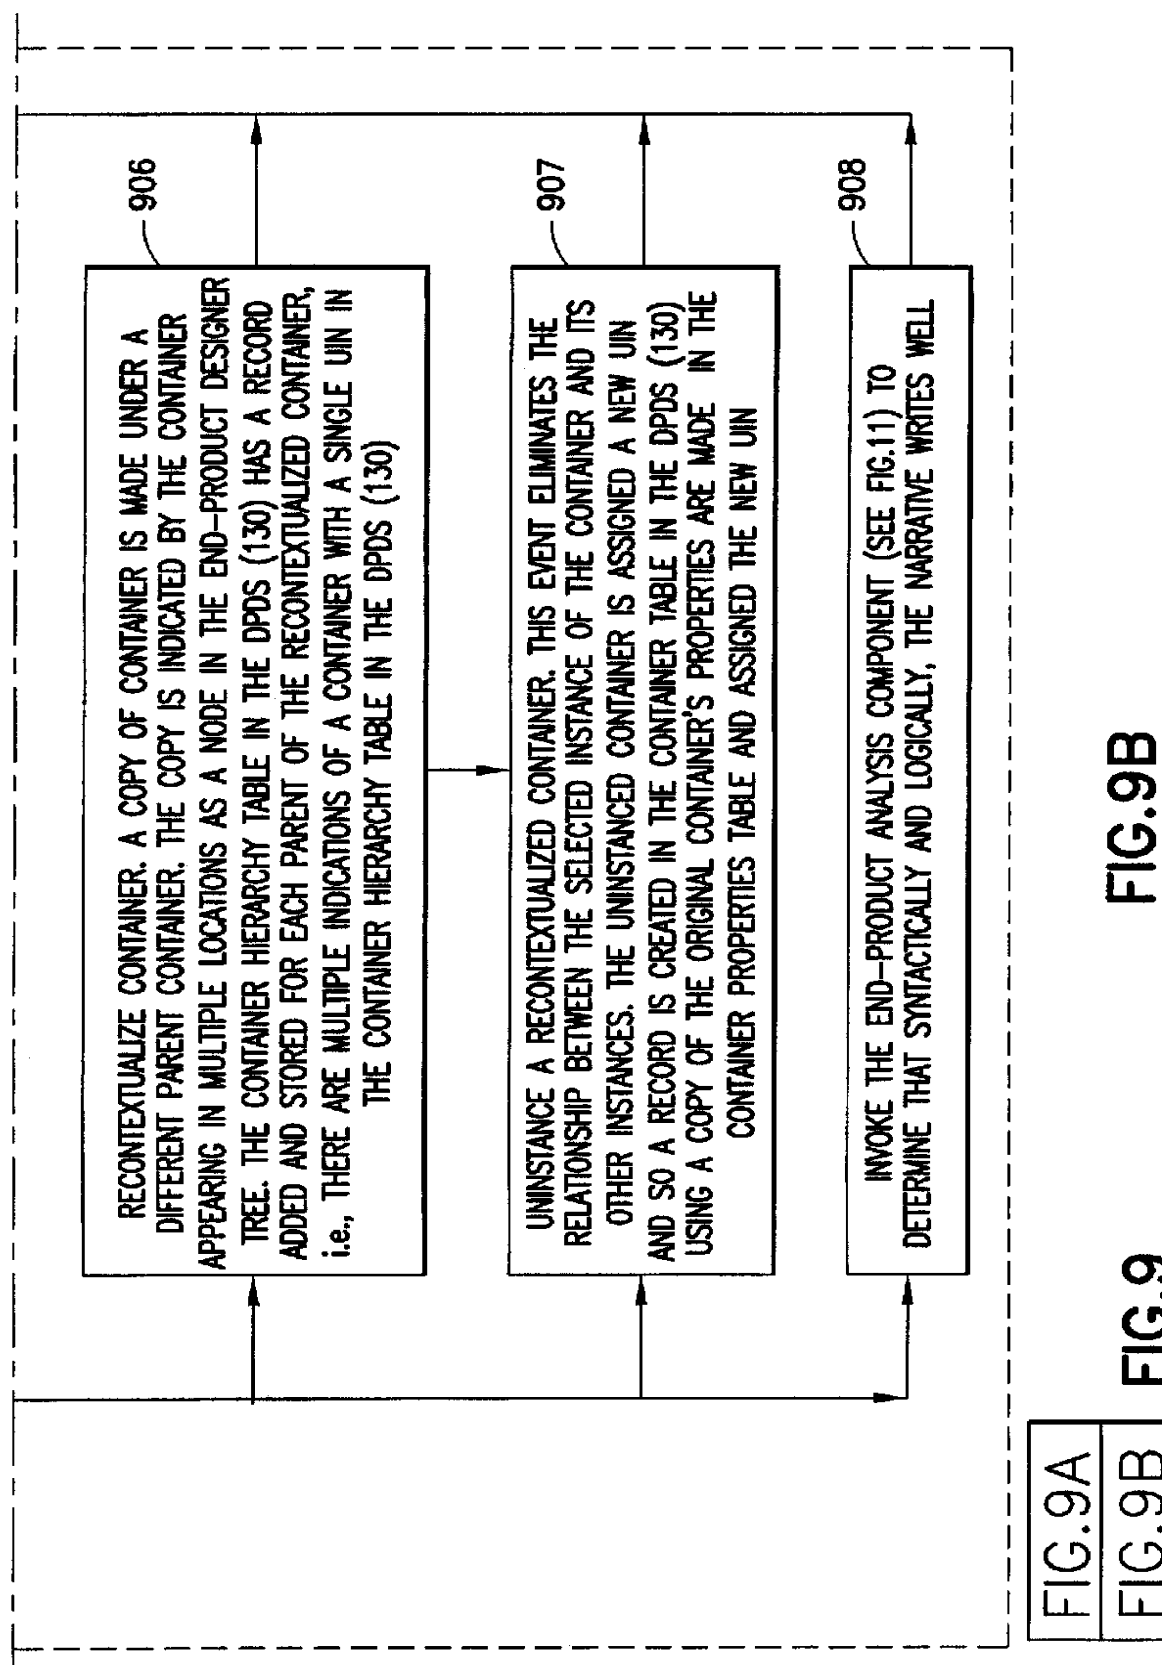 906
RECONTEXTUALIZE CONTAINER. A COPY OF CONTAINER IS MADE UNDER A
DIFFERENT PARENT CONTAINER. THE COPY IS INDICATED BY THE CONTAINER
APPEARING IN MULTIPLE LOCATIONS AS A NODE IN THE END-PRODUCT DESIGNER
TREE. THE CONTAINER HIERARCHY TABLE IN THE DPDS (130) HAS A RECORD
ADDED AND STORED FOR EACH PARENT OF THE RECONTEXTUALIZED CONTAINER,
i.e., THERE ARE MULTIPLE INDICATIONS OF A CONTAINER WITH A SINGLE UIN IN
THE CONTAINER HIERARCHY TABLE IN THE DPDS (130)
907
UNINSTANCE A RECONTEXTUALIZED CONTAINER. THIS EVENT ELIMINATES THE
RELATIONSHIP BETWEEN THE SELECTED INSTANCE OF THE CONTAINER AND ITS
OTHER INSTANCES. THE UNINSTANCED CONTAINER IS ASSIGNED A NEW UIN
AND SO A RECORD IS CREATED IN THE CONTAINER TABLE IN THE DPDS (130)
USING A COPY OF THE ORIGINAL CONTAINER'S PROPERTIES ARE MADE IN THE
CONTAINER PROPERTIES TABLE AND ASSIGNED THE NEW UIN
908
INVOKE THE END-PRODUCT ANALYSIS COMPONENT (SEE FIG.11) TO
DETERMINE THAT SYNTACTICALLY AND LOGICALLY, THE NARRATIVE WRITES WELL
FIG.9A
FIG.9B
FIG.9
FIG.9B